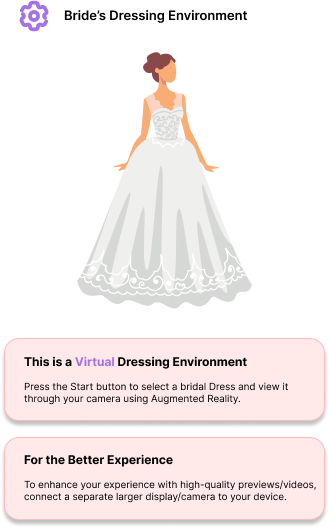 Bride's Dressing Environment
This is a Virtual Dressing Environment
Press the Start button to select a bridal Dress and view it
through your camera using Augmented Reality.
For the Better Experience
To enhance your experience with high-quality previews/videos,
connect a separate larger display/camera to your device.